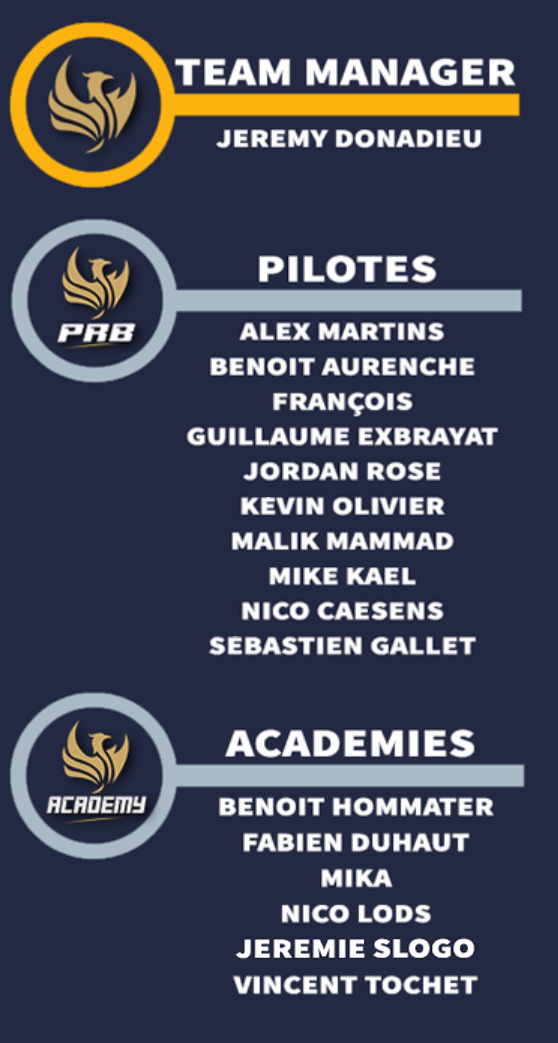 TEAM MANAGER
JEREMY DONADIEU
PILOTES
PRB
ALEX MARTINS
BENOIT AURENCHE
FRANÇOIS
GUILLAUME EXBRAYAT
JORDAN ROSE
KEVIN OLIVIER
MALIK MAMMAD
MIKE KAEL
NICO CAESENS
SÉBASTIEN GALLET
ACADEMIES
ACADEMY
BENOIT HOMMATER
FABIEN DUHAUT
MIKA
NICO LODS
JEREMIE SLOGO
VINCENT TOCHET